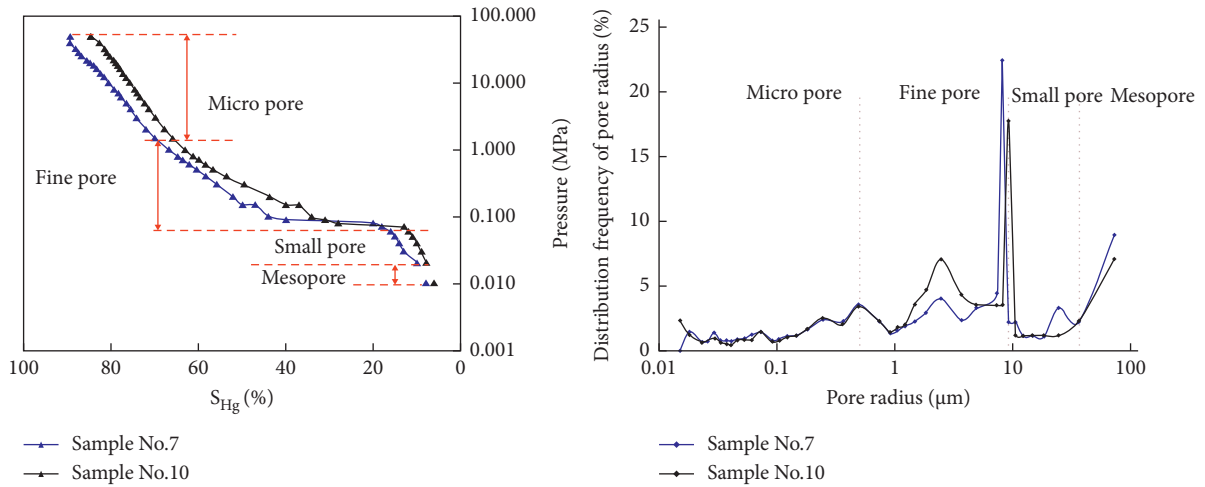 100.000
10.000
1.000
0.100
0.010
0.001
Pressure (MPa)
Micro pore
Fine pore
Small pore
Mesopore
100
80
60
40
20
0
S_Hg (%)
Sample No.7
Sample No.10
Distribution frequency of pore radius (%)
25
20
15
10
5
0
Micro pore
Fine pore
Small pore
Mesopore
0.01
0.1
1
10
100
Pore radius (μm)
Sample No.7
Sample No.10